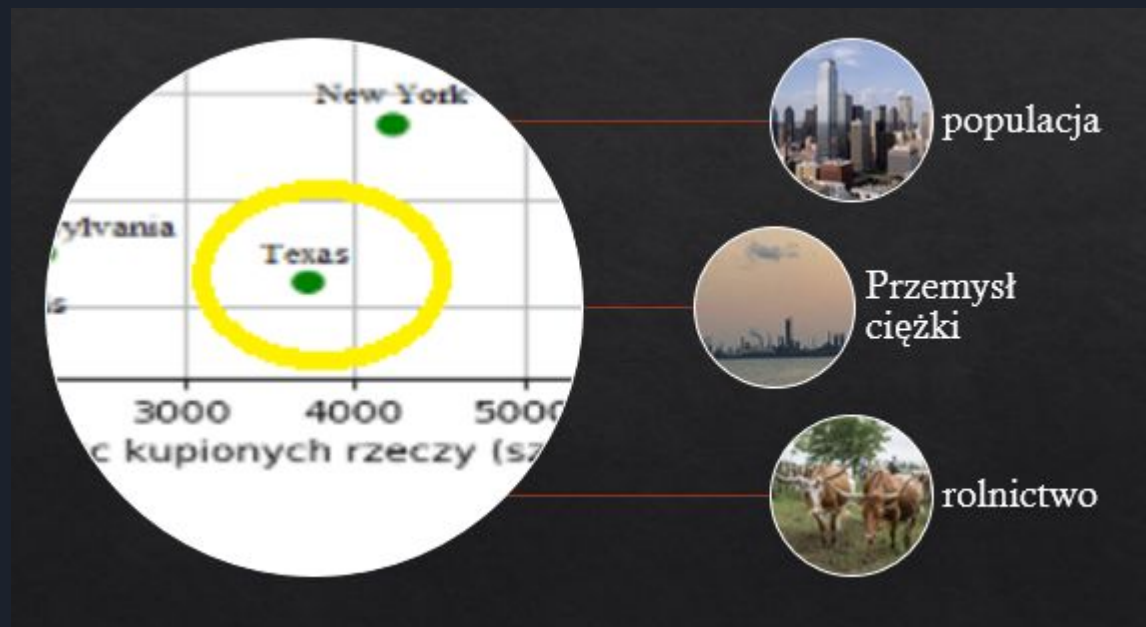 New York
ylvania
Texas
s
3000 4000 5000
c kupionych rzeczy (sz
populacja
Przemysł
ciężki
rolnictwo